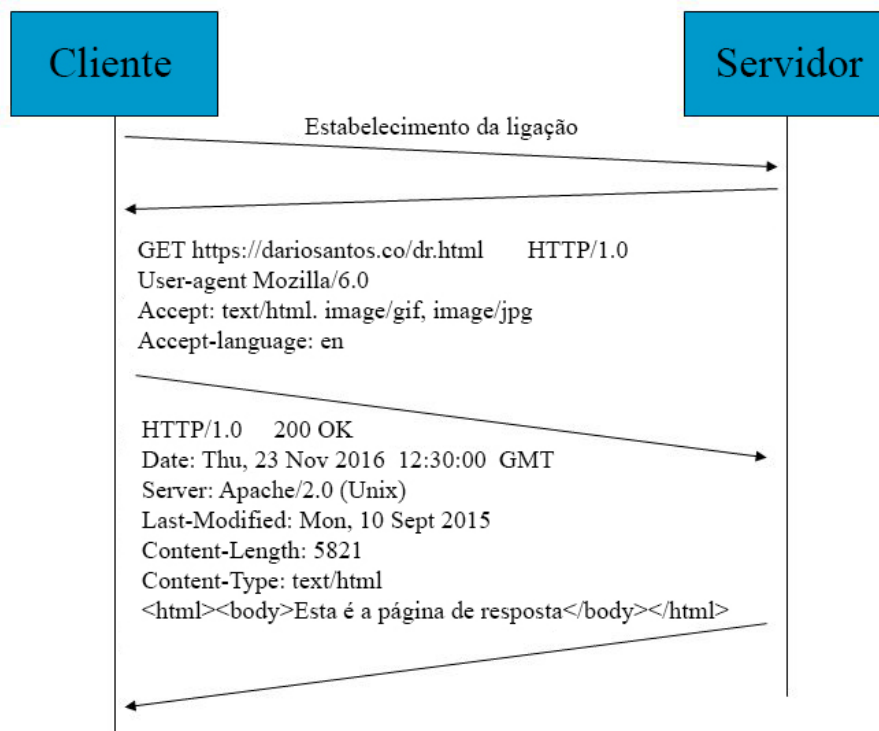 Cliente
Servidor
Estabelecimento da ligação
GET https://dariosantos.co/dr.html HTTP/1.0
User-agent Mozilla/6.0
Accept: text/html. image/gif, image/jpg
Accept-language: en
HTTP/1.0 200 OK
Date: Thu, 23 Nov 2016 12:30:00 GMT
Server: Apache/2.0 (Unix)
Last-Modified: Mon, 10 Sept 2015
Content-Length: 5821
Content-Type: text/html
<html><body>Esta é a página de resposta</body></html>